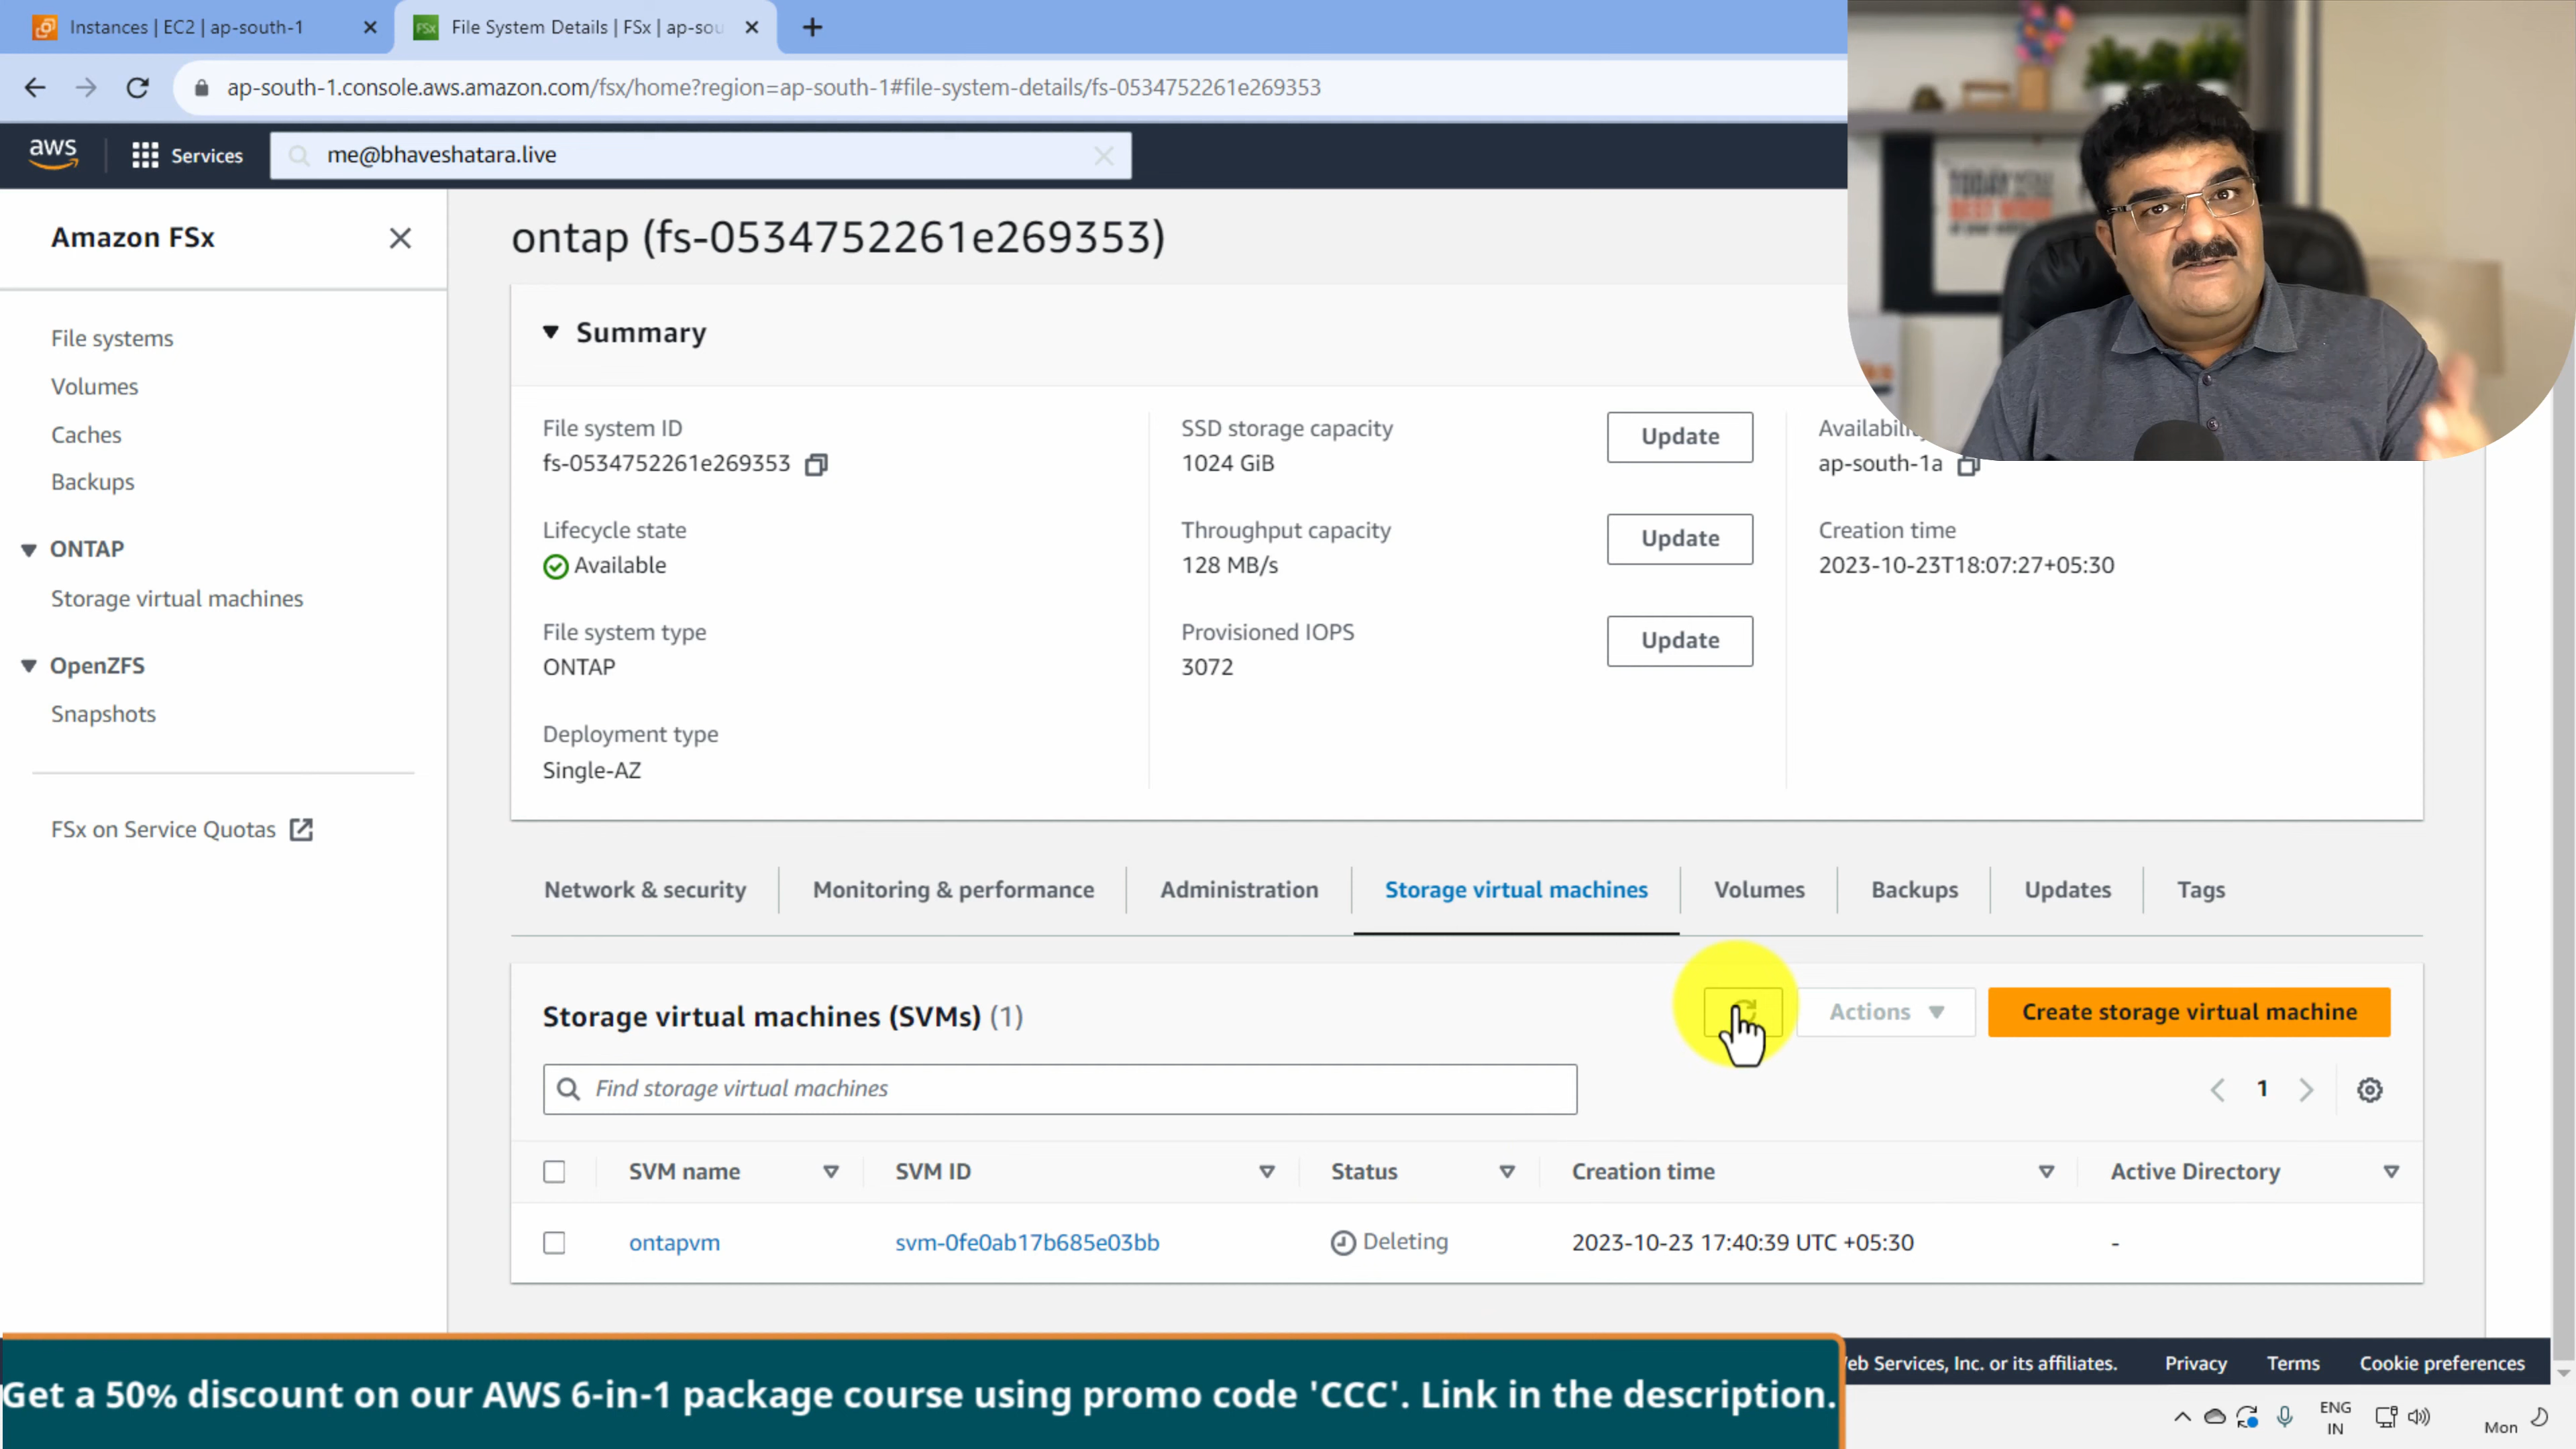 Instances | EC2 | ap-south-1
File System Details | FSx | ap-sou
ap-south-1.console.aws.amazon.com/fsx/home?region=ap-south-1#file-system-details/fs-0534752261e269353
aws
Services
me@bhaveshatara.live
Amazon FSx
File systems
Volumes
Caches
Backups
ONTAP
Storage virtual machines
OpenZFS
Snapshots
FSx on Service Quotas
ontap (fs-0534752261e269353)
Summary
File system ID
fs-0534752261e269353
Lifecycle state
Available
File system type
ONTAP
Deployment type
Single-AZ
SSD storage capacity
1024 GiB
Update
Throughput capacity
128 MB/s
Update
Provisioned IOPS
3072
Update
ap-south-1a
Creation time
2023-10-23T18:07:27+05:30
Network & security
Monitoring & performance
Administration
Storage virtual machines
Volumes
Backups
Updates
Tags
Storage virtual machines (SVMs) (1)
Actions
Create storage virtual machine
Find storage virtual machines
1
SVM name
SVM ID
Status
Creation time
Active Directory
ontapvm
svm-0fe0ab17b685e03bb
Deleting
2023-10-23 17:40:39 UTC +05:30
-
Get a 50% discount on our AWS 6-in-1 package course using promo code 'CCC'. Link in the description.
Services, Inc. or its affiliates.
Privacy
Terms
Cookie preferences
ENG
IN
Mon